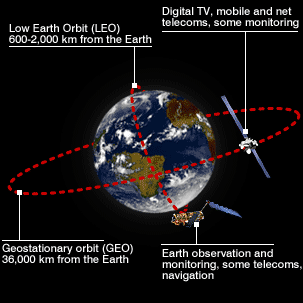 Low Earth Orbit (LEO)
600-2,000 km from the Earth
Digital TV, mobile and net
telecoms, some monitoring
Geostationary orbit (GEO)
36,000 km from the Earth
Earth observation and
monitoring, some telecoms,
navigation